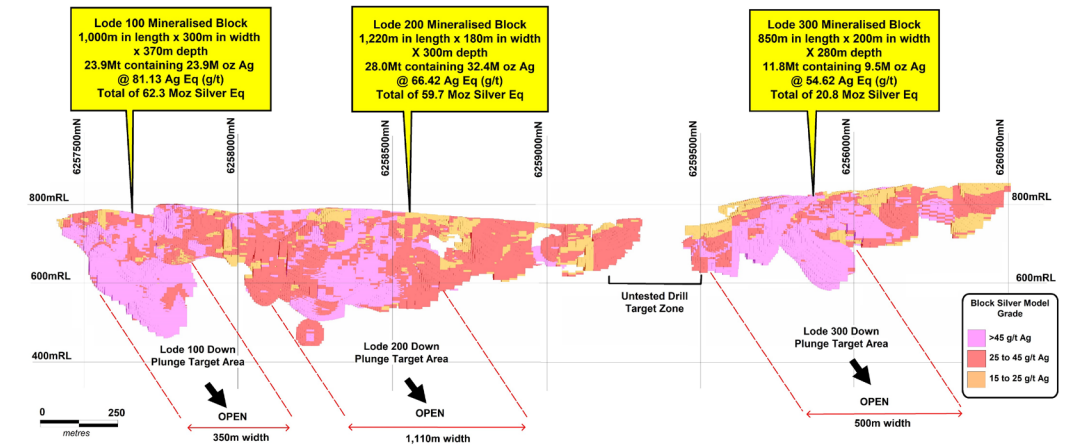 Lode 100 Mineralised Block
1,000m in length x 300m in width
x 370m depth
23.9Mt containing 23.9M oz Ag
@ 81.13 Ag Eq (g/t)
Total of 62.3 Moz Silver Eq
Lode 200 Mineralised Block
1,220m in length x 180m in width
X 300m depth
28.0Mt containing 32.4M oz Ag
@ 66.42 Ag Eq (g/t)
Total of 59.7 Moz Silver Eq
Lode 300 Mineralised Block
850m in length x 200m in width
X 280m depth
11.8Mt containing 9.5M oz Ag
@ 54.62 Ag Eq (g/t)
Total of 20.8 Moz Silver Eq
6257500mN
6258000mN
6258500mN
6259000mN
6259500mN
6256000mN
6260500mN
800mRL
800mRL
600mRL
600mRL
400mRL
Untested Drill
Target Zone
Lode 100 Down
Plunge Target Area
OPEN
350m width
Lode 200 Down
Plunge Target Area
OPEN
1,110m width
Lode 300 Down
Plunge Target Area
OPEN
500m width
Block Silver Model
Grade
>45 g/t Ag
25 to 45 g/t Ag
15 to 25 g/t Ag
0 250
metres